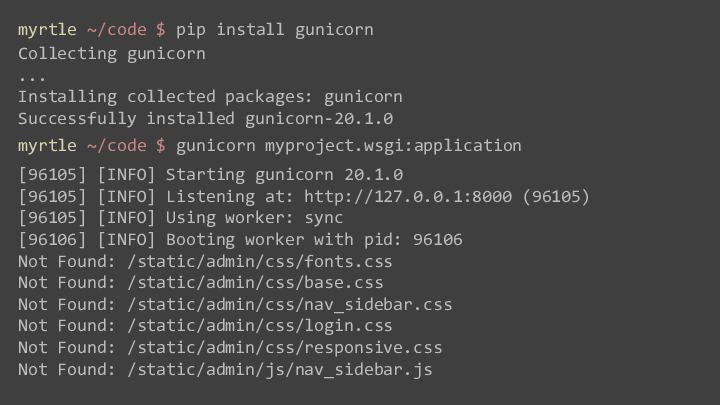 myrtle ~/code $ pip install gunicorn
Collecting gunicorn
...
Installing collected packages: gunicorn
Successfully installed gunicorn-20.1.0
myrtle ~/code $ gunicorn myproject.wsgi:application
[96105] [INFO] Starting gunicorn 20.1.0
[96105] [INFO] Listening at: http://127.0.0.1:8000 (96105)
[96105] [INFO] Using worker: sync
[96106] [INFO] Booting worker with pid: 96106
Not Found: /static/admin/css/fonts.css
Not Found: /static/admin/css/base.css
Not Found: /static/admin/css/nav_sidebar.css
Not Found: /static/admin/css/login.css
Not Found: /static/admin/css/responsive.css
Not Found: /static/admin/js/nav_sidebar.js